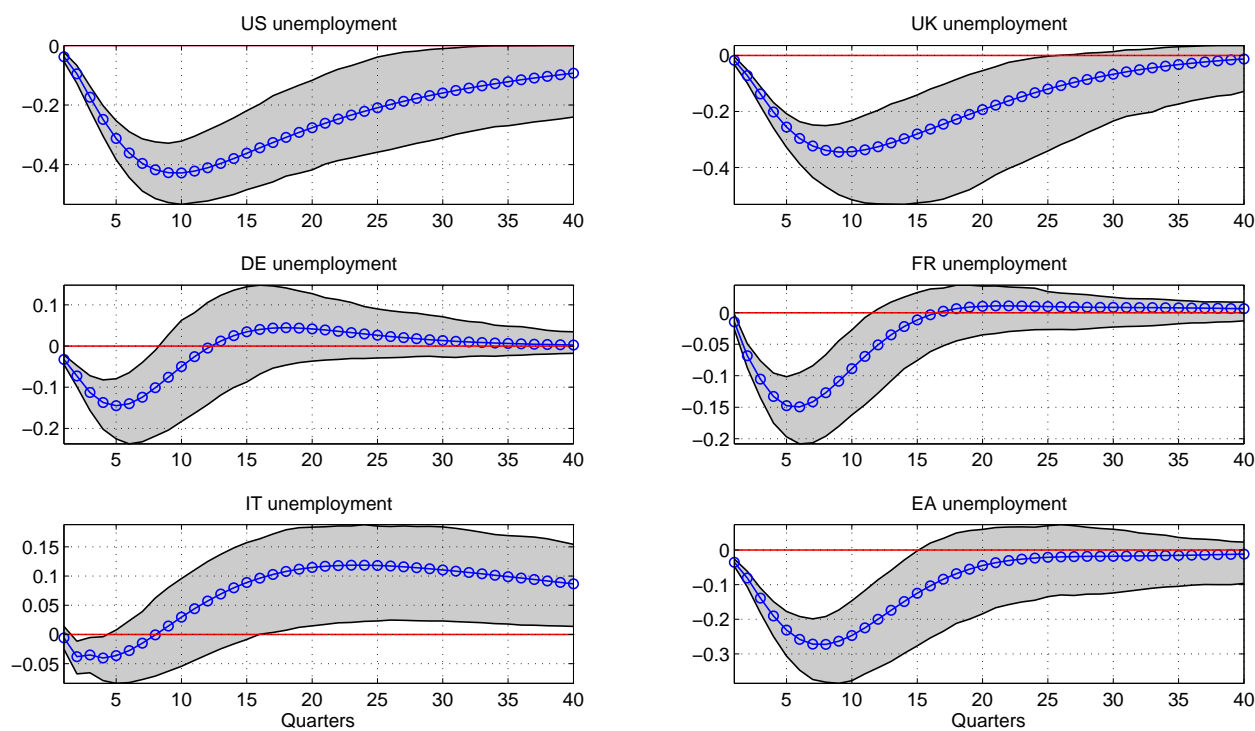 US unemployment
0
−0.2
−0.4
5 10 15 20 25 30 35 40
UK unemployment
0
−0.2
−0.4
5 10 15 20 25 30 35 40
DE unemployment
0.1
0
−0.1
−0.2
5 10 15 20 25 30 35 40
FR unemployment
0
−0.05
−0.1
−0.15
−0.2
5 10 15 20 25 30 35 40
IT unemployment
0.15
0.1
0.05
0
−0.05
5 10 15 20 25 30 35 40
Quarters
EA unemployment
0
−0.1
−0.2
−0.3
5 10 15 20 25 30 35 40
Quarters